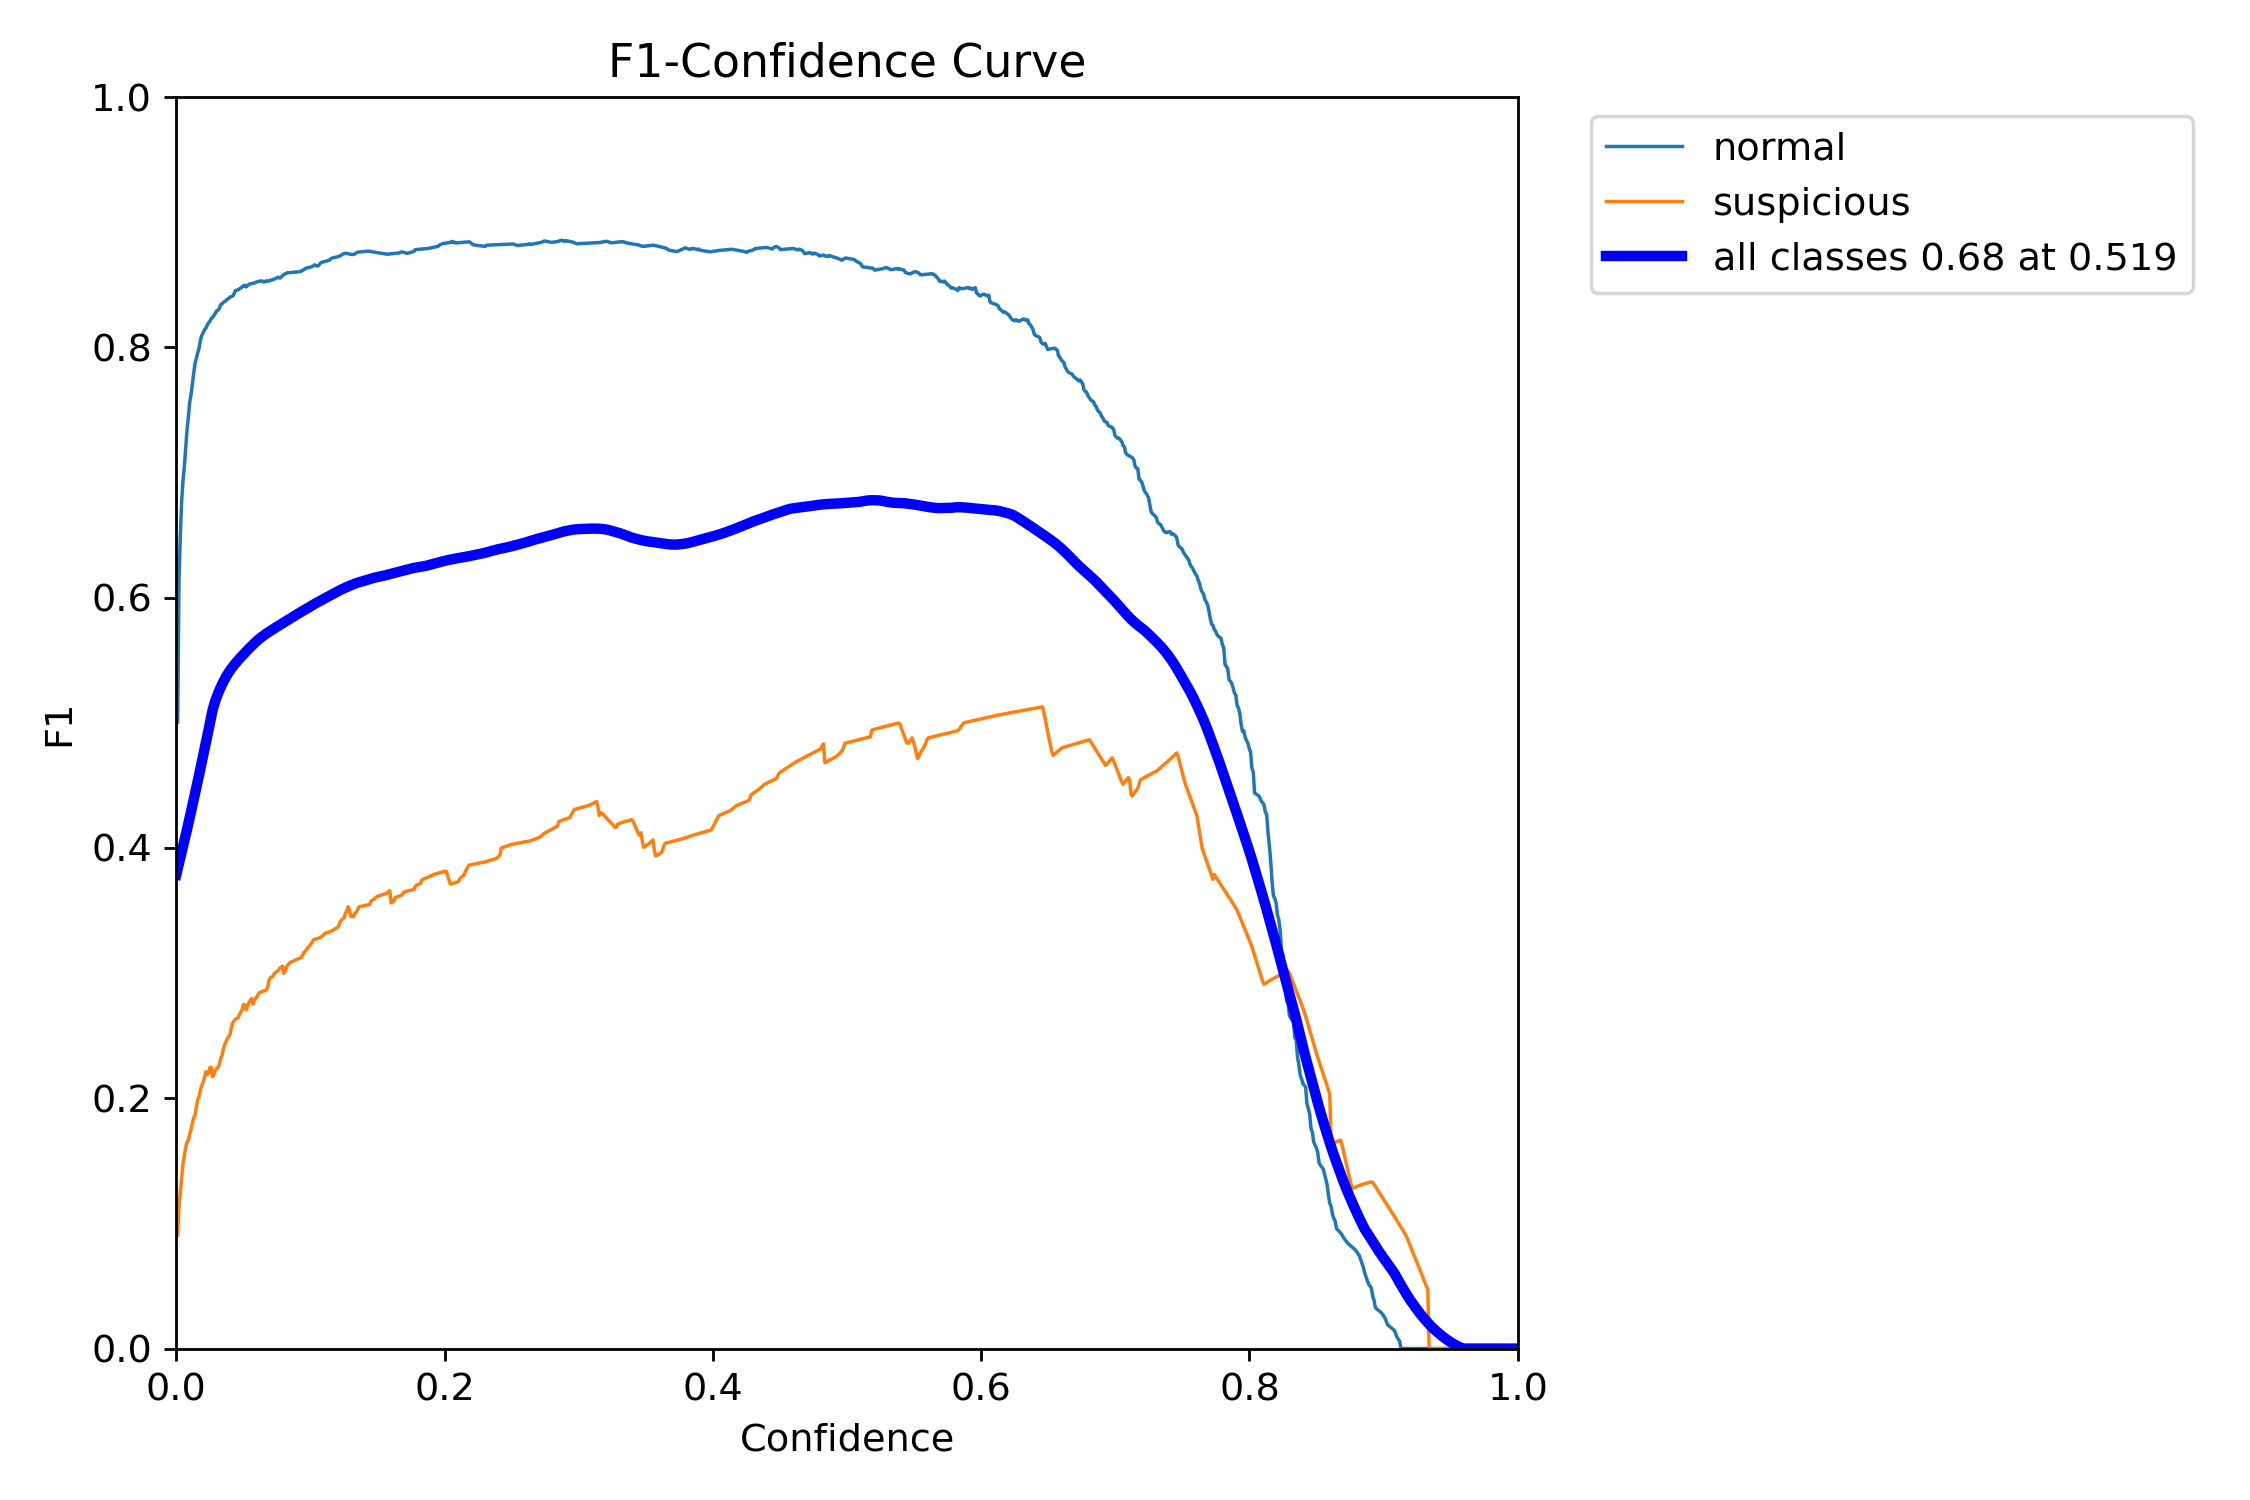 F1-Confidence Curve
normal
suspicious
all classes 0.68 at 0.519
F1
1.0
0.8
0.6
0.4
0.2
0.0
0.0 0.2 0.4 0.6 0.8 1.0
Confidence